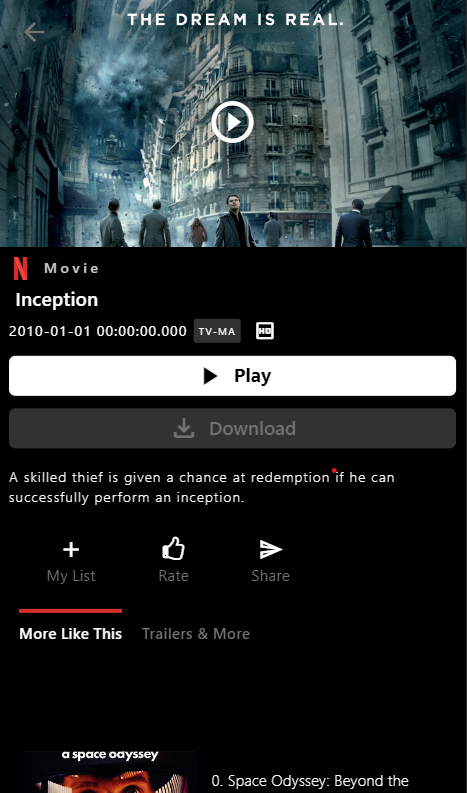 THE DREAM IS REAL.
N Movie
Inception
2010-01-01 00:00:00.000 TV-MA HD
Play
Download
A skilled thief is given a chance at redemption if he can
successfully perform an inception.
My List Rate Share
More Like This Trailers & More
a space odyssey
0. Space Odyssey: Beyond the